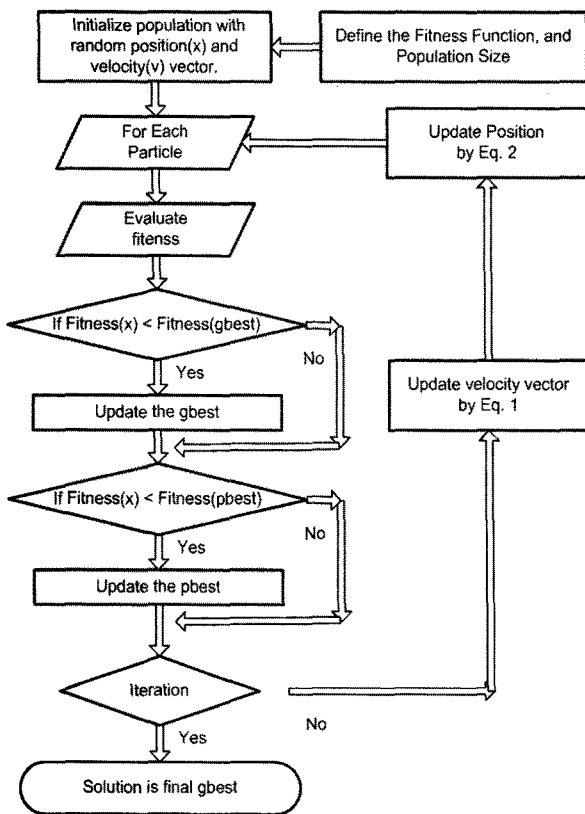 Initialize population with
random position(x) and
velocity(v) vector.
Define the Fitness Function, and
Population Size
For Each
Particle
Update Position
by Eq. 2
Evaluate
fitenss
If Fitness(x) < Fitness(gbest)
No
Yes
Update velocity vector
by Eq. 1
Update the gbest
If Fitness(x) < Fitness(pbest)
No
Yes
Update the pbest
Iteration
No
Yes
Solution is final gbest